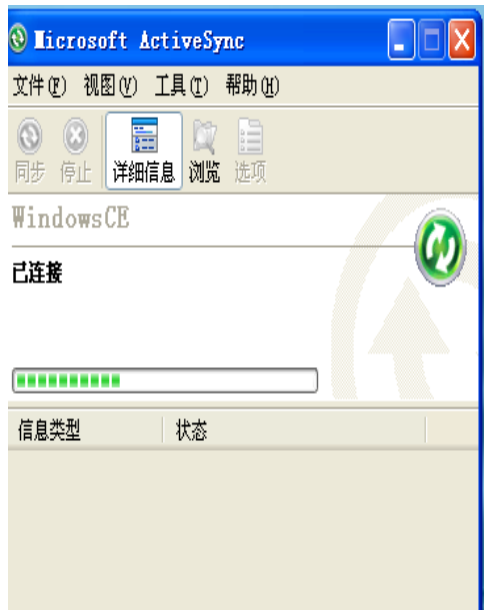 Microsoft ActiveSync
文件(F) 视图(V) 工具(T) 帮助(H)
同步 停止 详细信息 浏览 选项
WindowsCE
已连接
信息类型 状态